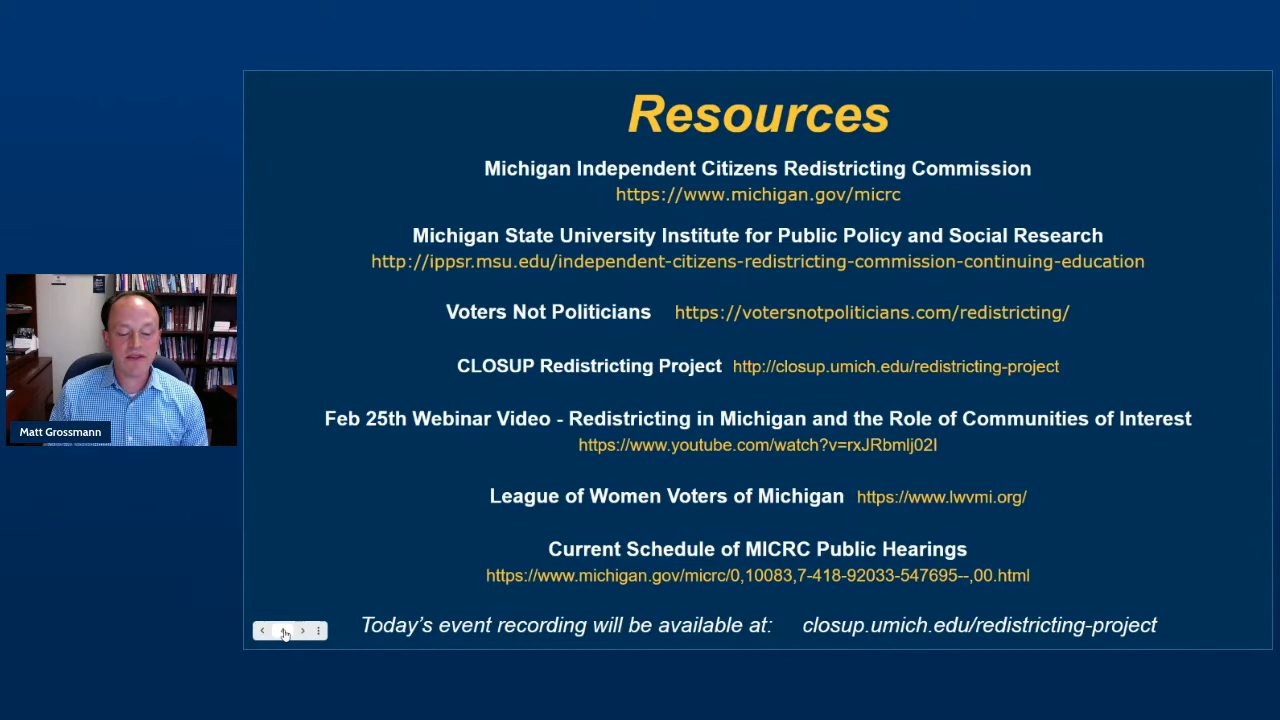 Resources
Michigan Independent Citizens Redistricting Commission
https://www.michigan.gov/micrc
Michigan State University Institute for Public Policy and Social Research
http://ippsr.msu.edu/independent-citizens-redistricting-commission-continuing-education
Voters Not Politicians https://votersnotpoliticians.com/redistricting/
CLOSUP Redistricting Project http://closup.umich.edu/redistricting-project
Feb 25th Webinar Video - Redistricting in Michigan and the Role of Communities of Interest
https://www.youtube.com/watch?v=rxJRbmlj02I
League of Women Voters of Michigan https://www.lwvmi.org/
Current Schedule of MICRC Public Hearings
https://www.michigan.gov/micrc/0,10083,7-418-92033-547695--,00.html
Today's event recording will be available at: closup.umich.edu/redistricting-project
Matt Grossmann